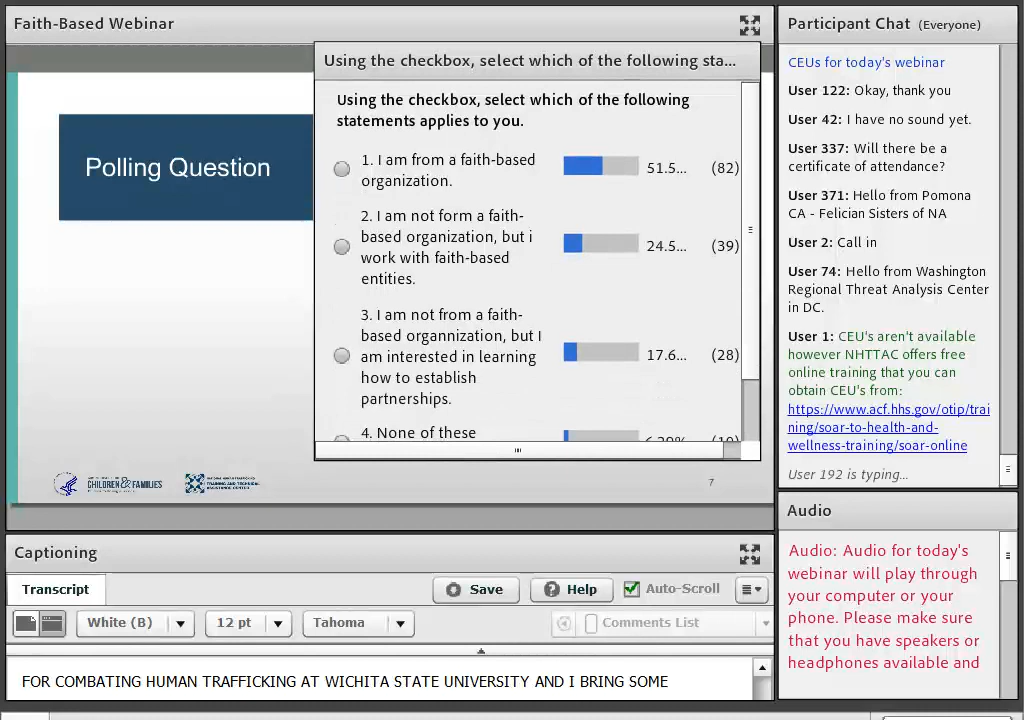 Faith-Based Webinar
Polling Question
Using the checkbox, select which of the following sta...
Using the checkbox, select which of the following
statements applies to you.
1. I am from a faith-based
organization.
51.5... (82)
2. I am not form a faith-
based organization, but i
work with faith-based
entities.
24.5... (39)
3. I am not from a faith-
based organnization, but I
am interested in learning
how to establish
partnerships.
17.6... (28)
4. None of these
CHILDREN & FAMILIES
TRAINING AND TECHNICAL
ASSISTANCE CENTER
7
Captioning
Transcript
Save
Help
Auto-Scroll
White (B)
12 pt
Tahoma
Comments List
FOR COMBATING HUMAN TRAFFICKING AT WICHITA STATE UNIVERSITY AND I BRING SOME
Participant Chat (Everyone)
CEUs for today's webinar
User 122: Okay, thank you
User 42: I have no sound yet.
User 337: Will there be a
certificate of attendance?
User 371: Hello from Pomona
CA - Felician Sisters of NA
User 2: Call in
User 74: Hello from Washington
Regional Threat Analysis Center
in DC.
User 1: CEU's aren't available
however NHTTAC offers free
online training that you can
obtain CEU's from:
https://www.acf.hhs.gov/otip/trai
ning/soar-to-health-and-
wellness-training/soar-online
User 192 is typing...
Audio
Audio: Audio for today's
webinar will play through
your computer or your
phone. Please make sure
that you have speakers or
headphones available and